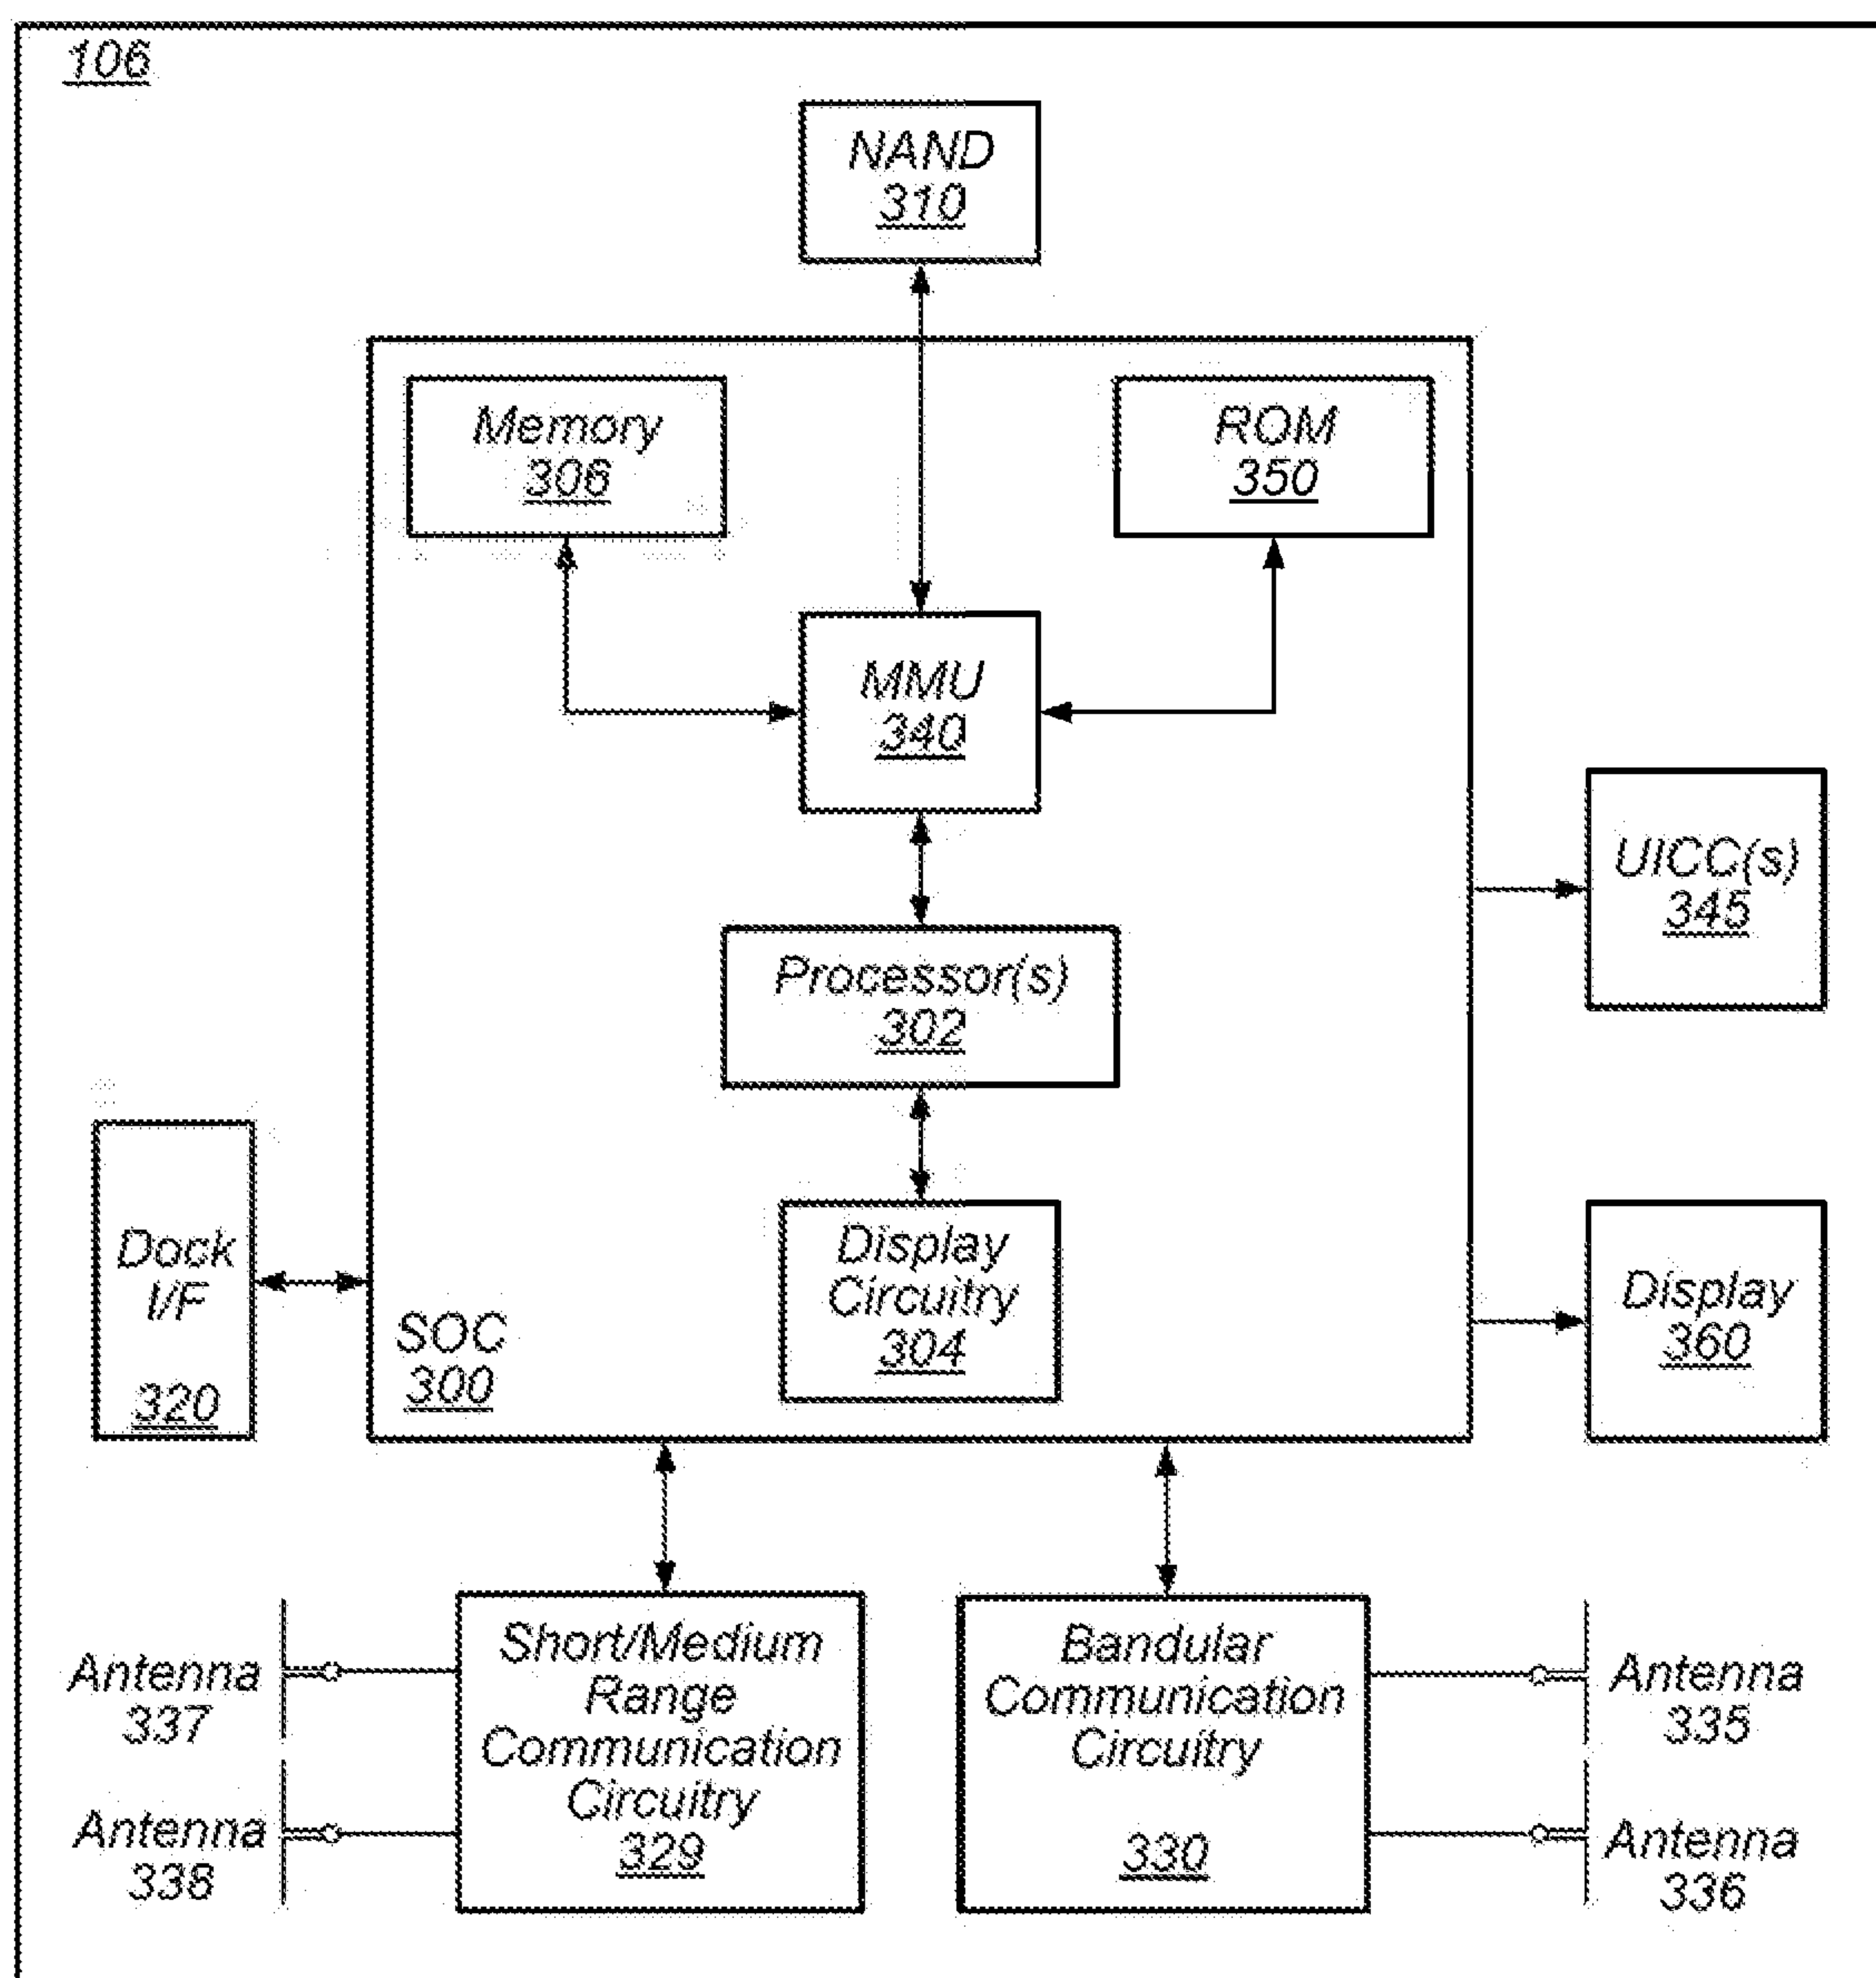 106
NAND
310
Memory
306
ROM
350
MMU
340
UICC(s)
345
Processor(s)
302
Dock
I/F
320
Display
Circuitry
304
SOC
300
Display
360
Short/Medium
Range
Communication
Circuitry
329
Bandular
Communication
Circuitry
330
Antenna
337
Antenna
338
Antenna
335
Antenna
336